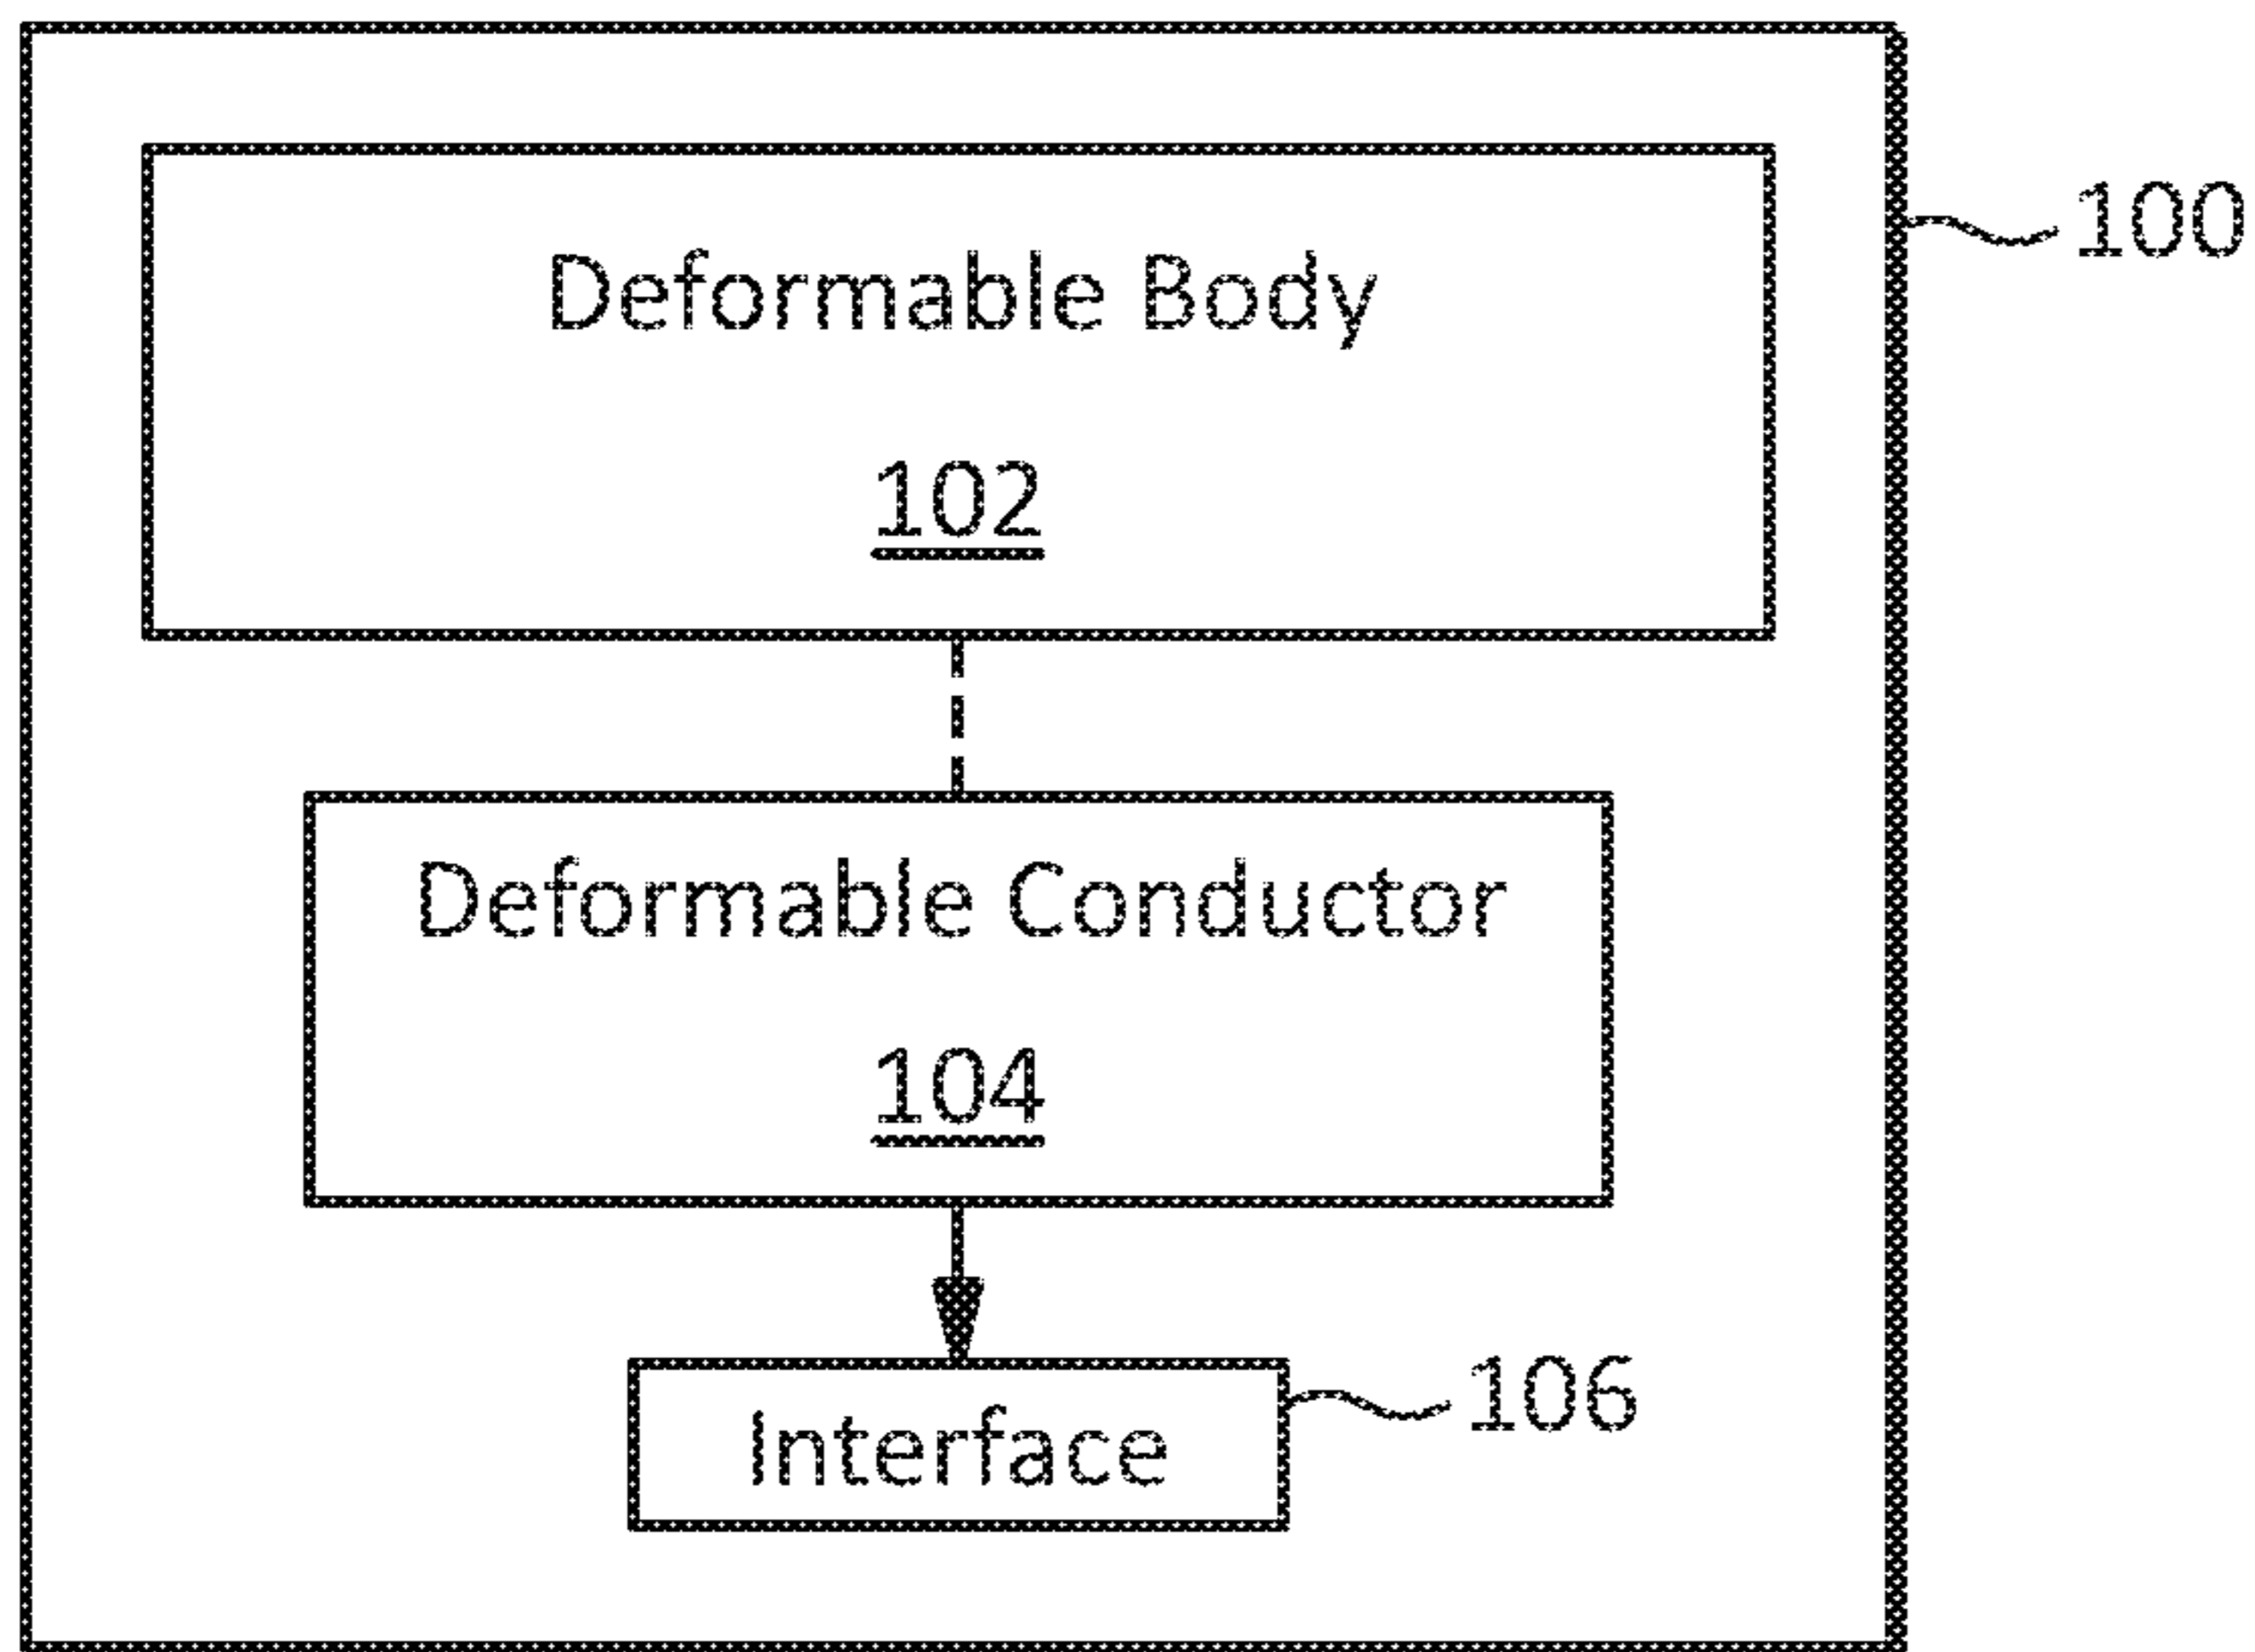 Deformable Body
100
102
Deformable Conductor
104
Interface
106